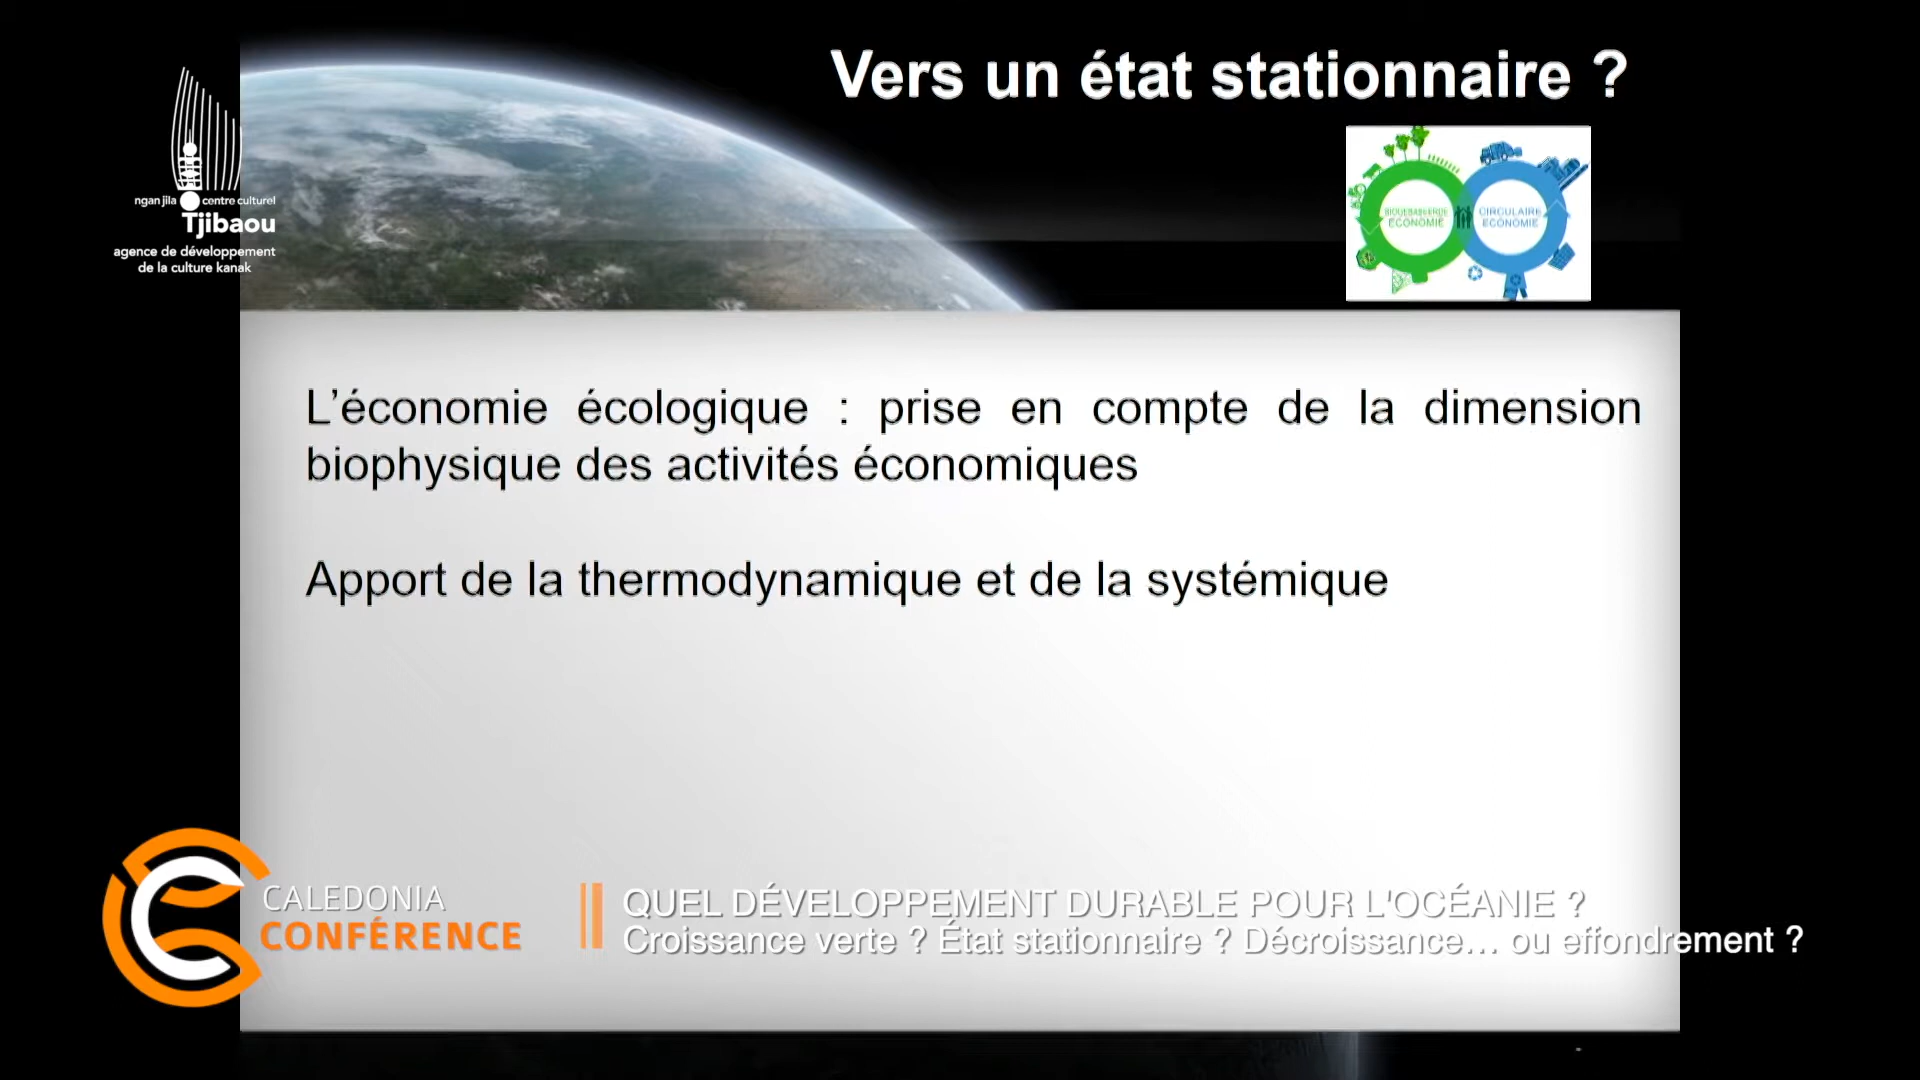 Vers un état stationnaire ?
ngan jila centre culturel
Tjibaou
agence de développement
de la culture kanak
CIRCULAIRE
ECONOMIE
ECONOMIE
L’économie écologique : prise en compte de la dimension
biophysique des activités économiques
Apport de la thermodynamique et de la systémique
CALEDONIA
CONFÉRENCE
QUEL DÉVELOPPEMENT DURABLE POUR L'OCÉANIE ?
Croissance verte ? État stationnaire ? Décroissance... ou effondrement ?